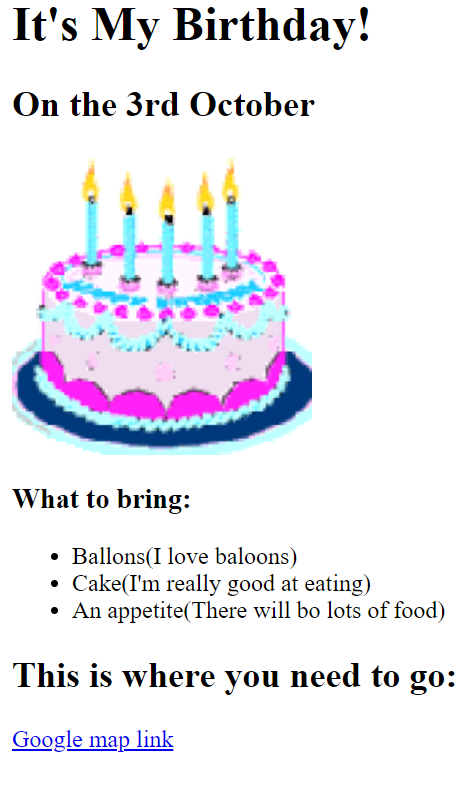 It's My Birthday!
On the 3rd October
What to bring:
Ballons(I love baloons)
Cake(I'm really good at eating)
An appetite(There will bo lots of food)
This is where you need to go:
Google map link